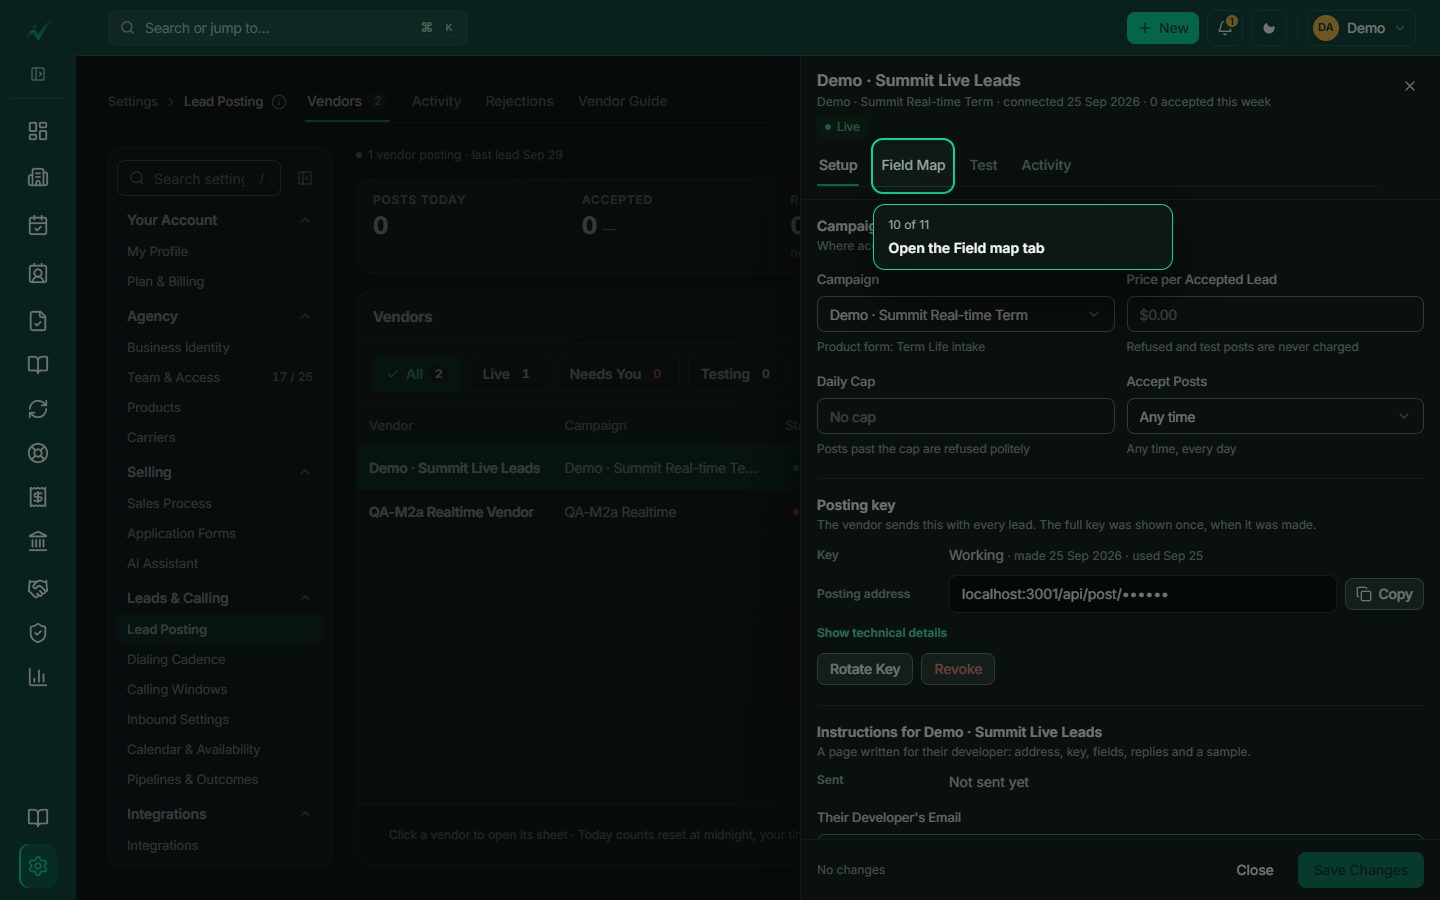 Search or jump to...
⌘ K
New
1
DA
Demo
Settings
Lead Posting
Vendors 2
Activity
Rejections
Vendor Guide
Search settin
/
Your Account
My Profile
Plan & Billing
Agency
Business Identity
Team & Access 17 / 25
Products
Carriers
Selling
Sales Process
Application Forms
AI Assistant
Leads & Calling
Lead Posting
Dialing Cadence
Calling Windows
Inbound Settings
Calendar & Availability
Pipelines & Outcomes
Integrations
Integrations
1 vendor posting · last lead Sep 29
POSTS TODAY
0
ACCEPTED
0 —
Vendors
All 2
Live 1
Needs You 0
Testing 0
Vendor
Campaign
Demo · Summit Live Leads
Demo · Summit Real-time Te...
QA-M2a Realtime Vendor
QA-M2a Realtime
Click a vendor to open its sheet · Today counts reset at midnight, your
Demo · Summit Live Leads
Demo · Summit Real-time Term · connected 25 Sep 2026 · 0 accepted this week
Live
Setup
Field Map
Test
Activity
10 of 11
Open the Field map tab
Campaig
Where ac
Campaign
Demo · Summit Real-time Term
Product form: Term Life intake
Price per Accepted Lead
$0.00
Refused and test posts are never charged
Daily Cap
No cap
Posts past the cap are refused politely
Accept Posts
Any time
Any time, every day
Posting key
The vendor sends this with every lead. The full key was shown once, when it was made.
Key
Working · made 25 Sep 2026 · used Sep 25
Posting address
localhost:3001/api/post/••••••
Copy
Show technical details
Rotate Key
Revoke
Instructions for Demo · Summit Live Leads
A page written for their developer: address, key, fields, replies and a sample.
Sent
Not sent yet
Their Developer's Email
No changes
Close
Save Changes